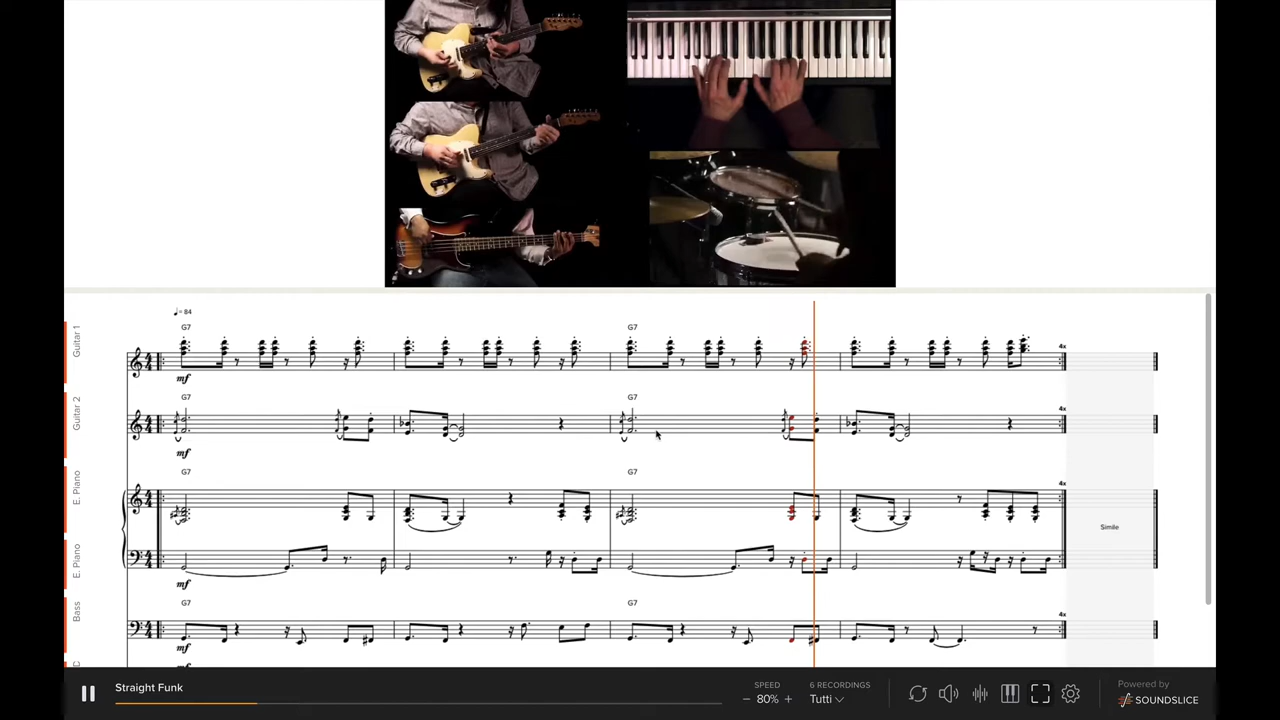 ♩= 84
Guitar 1
G7
G7
4x
mf
Guitar 2
G7
G7
4x
mf
E. Piano
G7
G7
4x
Simile
E. Piano
mf
Bass
G7
G7
4x
mf
Straight Funk
SPEED
− 80% +
6 RECORDINGS
Tutti
Powered by
SOUNDSLICE